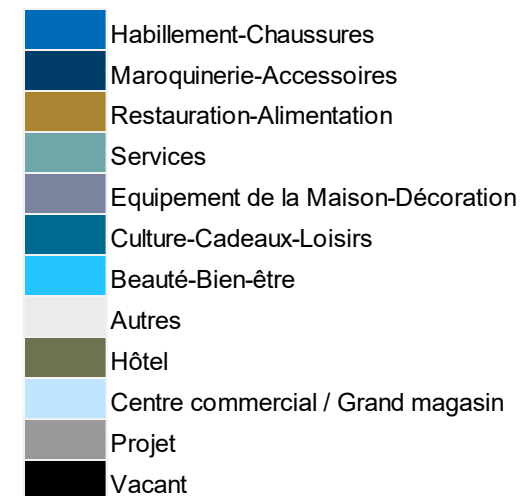 Habillement-Chaussures
Maroquinerie-Accessoires
Restauration-Alimentation
Services
Equipement de la Maison-Décoration
Culture-Cadeaux-Loisirs
Beauté-Bien-être
Autres
Hôtel
Centre commercial / Grand magasin
Projet
Vacant